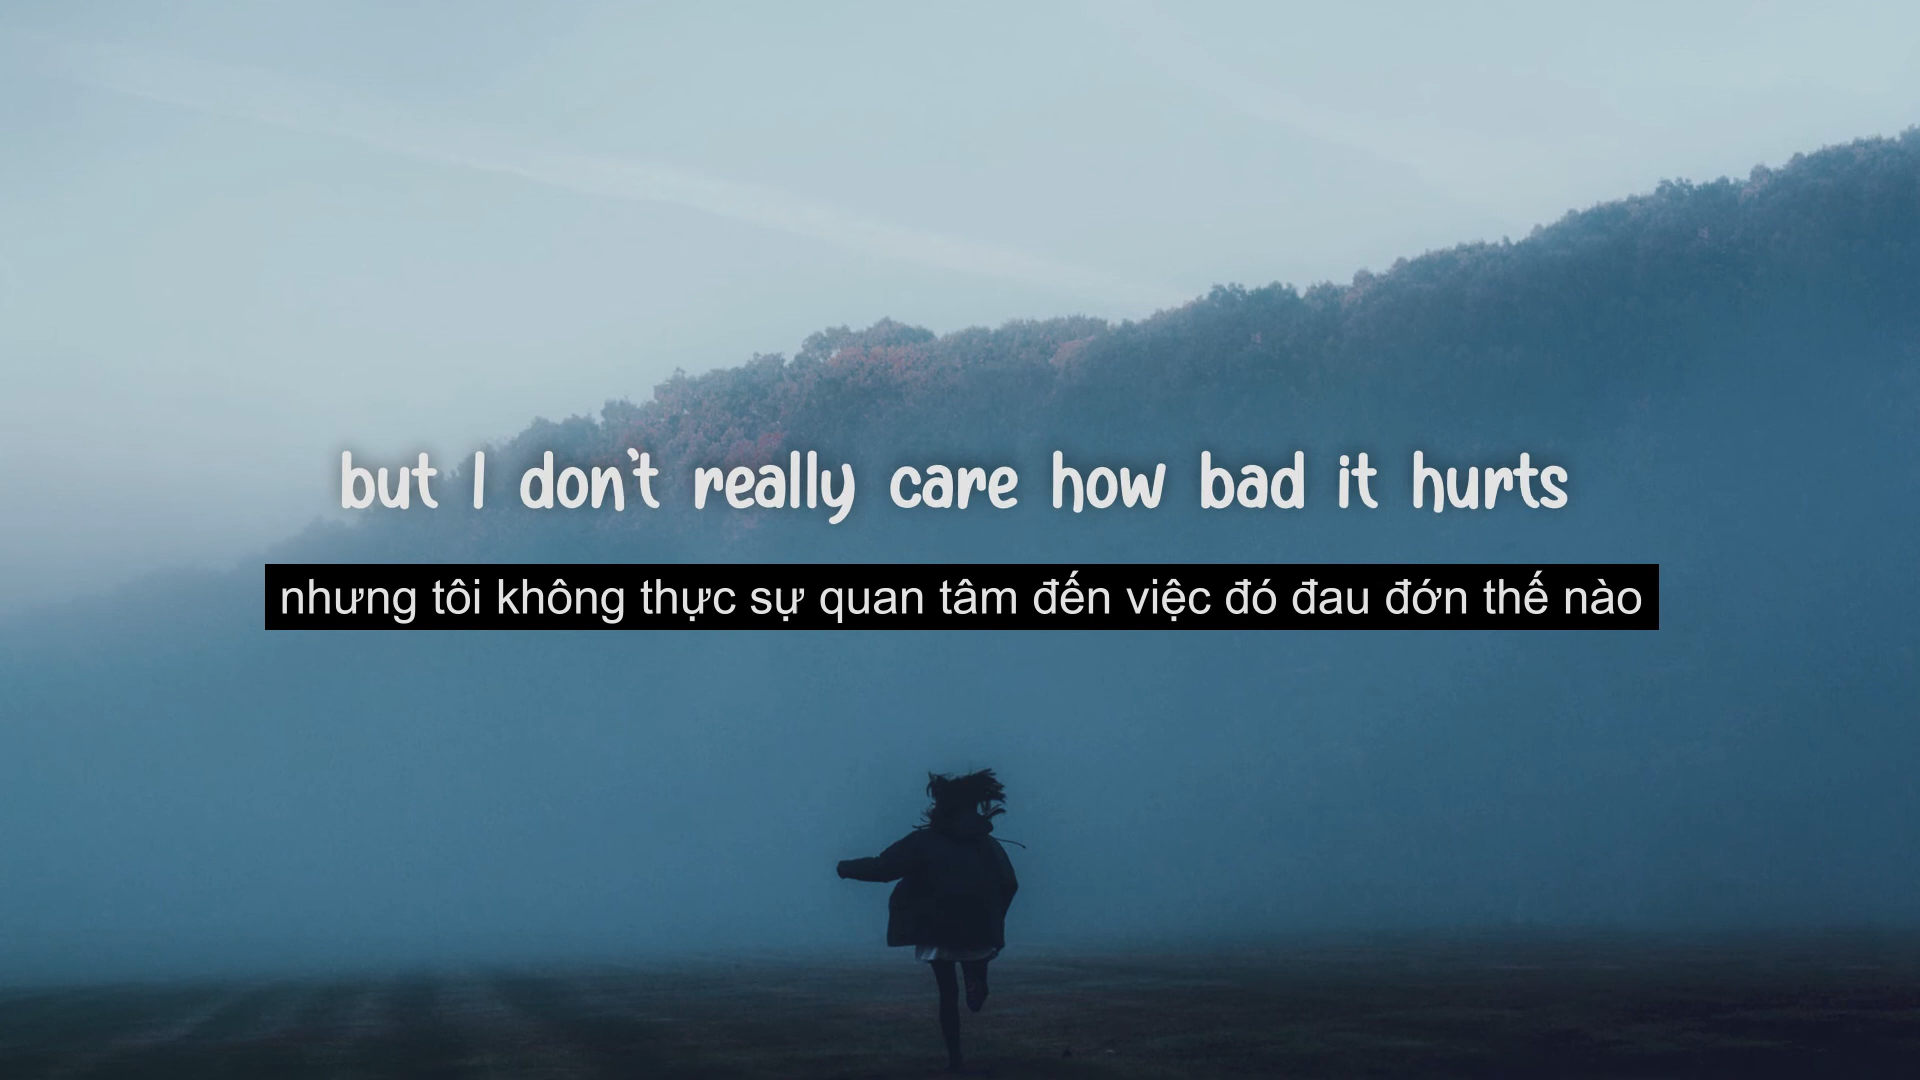 but I don't really care how bad it hurts
nhưng tôi không thực sự quan tâm đến việc đó đau đớn thế nào